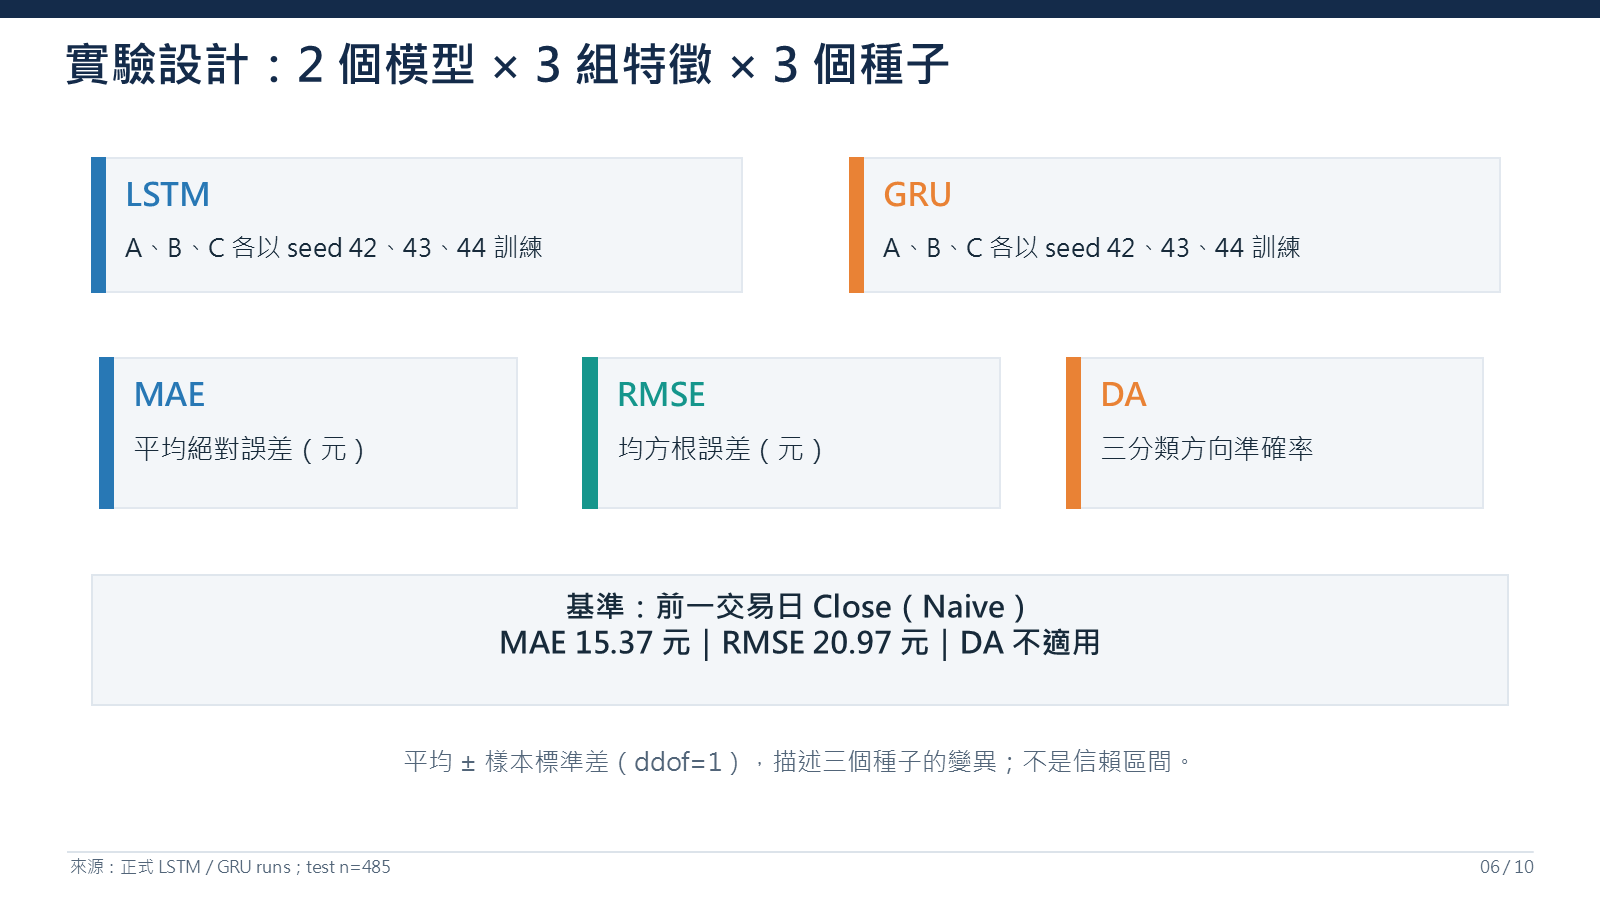 實驗設計：2 個模型 × 3 組特徵 × 3 個種子
LSTM
A、B、C 各以 seed 42、43、44 訓練
GRU
A、B、C 各以 seed 42、43、44 訓練
MAE
平均絕對誤差（元）
RMSE
均方根誤差（元）
DA
三分類方向準確率
基準：前一交易日 Close（Naive）
MAE 15.37 元｜RMSE 20.97 元｜DA 不適用
平均 ± 樣本標準差（ddof=1），描述三個種子的變異；不是信賴區間。
來源：正式 LSTM / GRU runs；test n=485
06 / 10